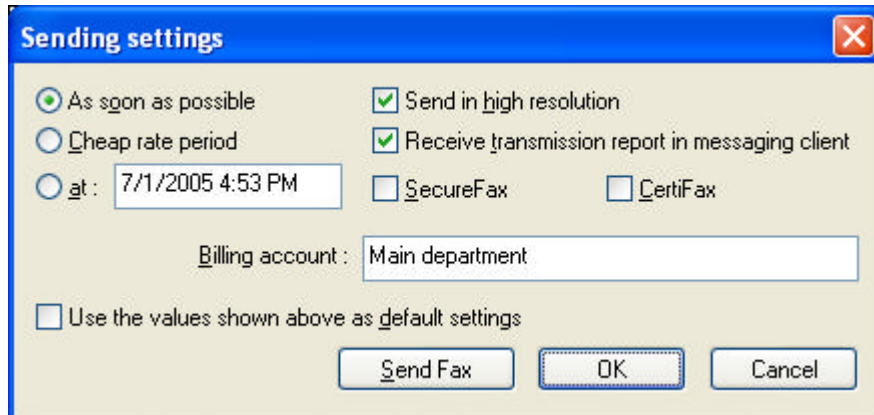 Sending settings
As soon as possible
Send in high resolution
Cheap rate period
Receive transmission report in messaging client
at : 7/1/2005 4:53 PM
SecureFax
CertiFax
Billing account : Main department
Use the values shown above as default settings
Send Fax
OK
Cancel